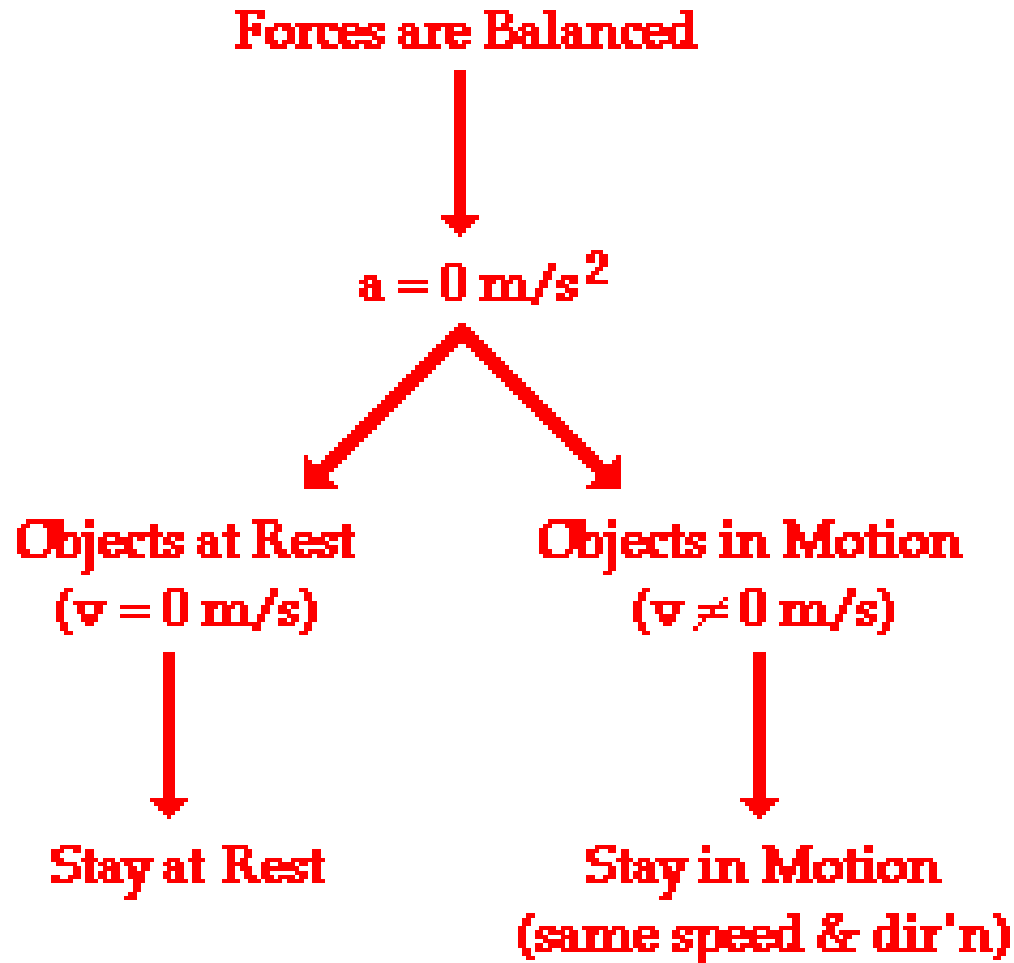 Forces are Balanced
a = 0 m/s²
Objects at Rest
(v = 0 m/s)
Objects in Motion
(v ≠ 0 m/s)
Stay at Rest
Stay in Motion
(same speed & dir'n)